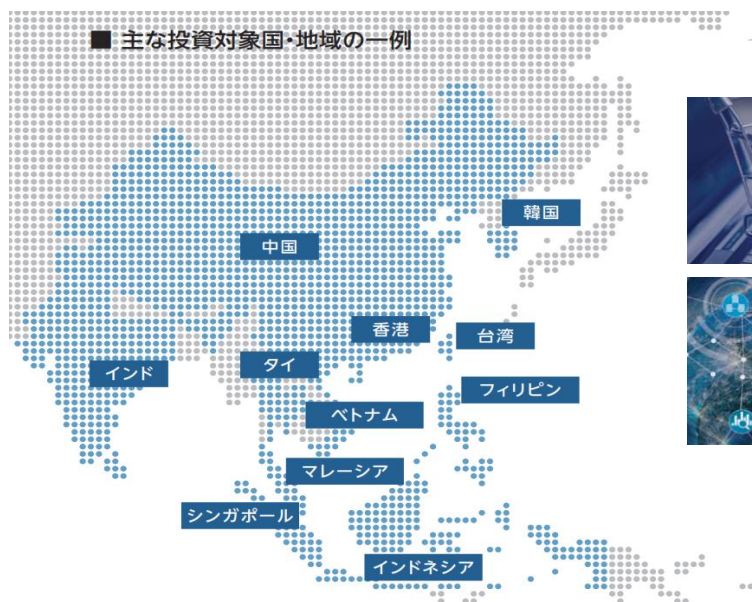 ■ 主な投資対象国・地域の一例
韓国
中国
香港
台湾
タイ
インド
フィリピン
ベトナム
マレーシア
シンガポール
インドネシア